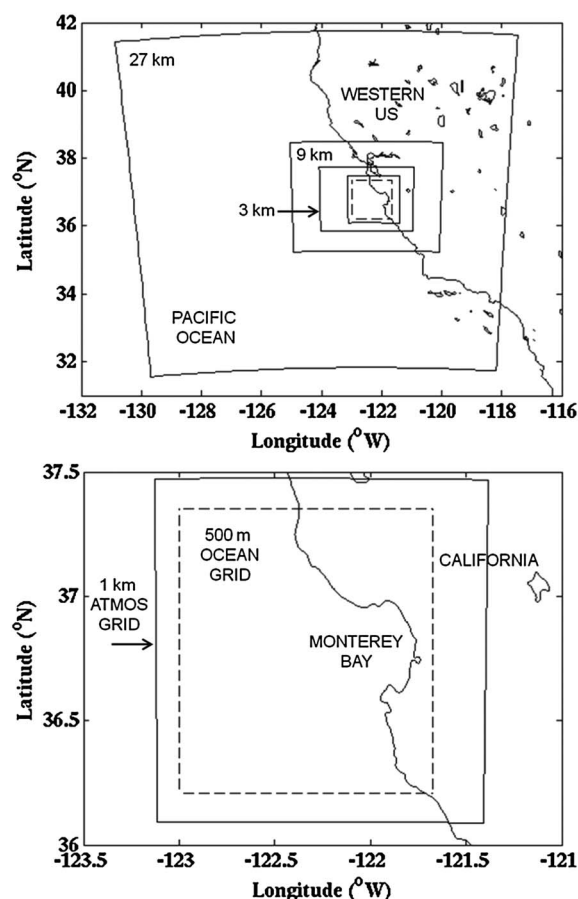 42
27 km
40
WESTERN
US
38
9 km
36
3 km
34
PACIFIC
OCEAN
32
Latitude (°N)
-132 -130 -128 -126 -124 -122 -120 -118 -116
Longitude (°W)
37.5
500 m
OCEAN
GRID
CALIFORNIA
1 km
ATMOS
GRID
37
MONTEREY
BAY
36.5
36
Latitude (°N)
-123.5 -123 -122.5 -122 -121.5 -121
Longitude (°W)